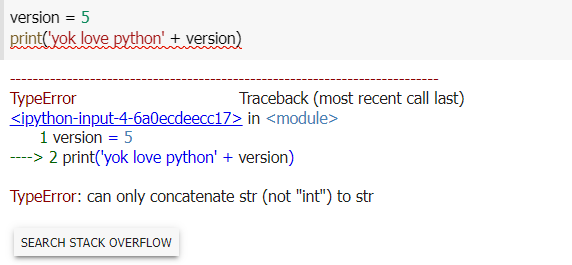 version = 5
print('yok love python' + version)
---------------------------------------------------------------------------
TypeError Traceback (most recent call last)
<ipython-input-4-6a0ecdeecc17> in <module>
1 version = 5
----> 2 print('yok love python' + version)
TypeError: can only concatenate str (not "int") to str
SEARCH STACK OVERFLOW